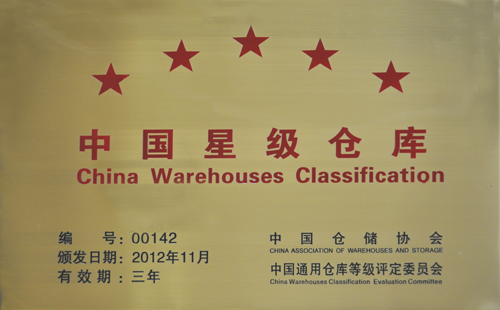 中国星级仓库
China Warehouses Classification
编 号：00142
颁发日期：2012年11月
有 效 期：三年
中 国 仓 储 协 会
CHINA ASSOCIATION OF WAREHOUSES AND STORAGE
中国通用仓库等级评定委员会
China Warehouses Classification Evaluation Committee